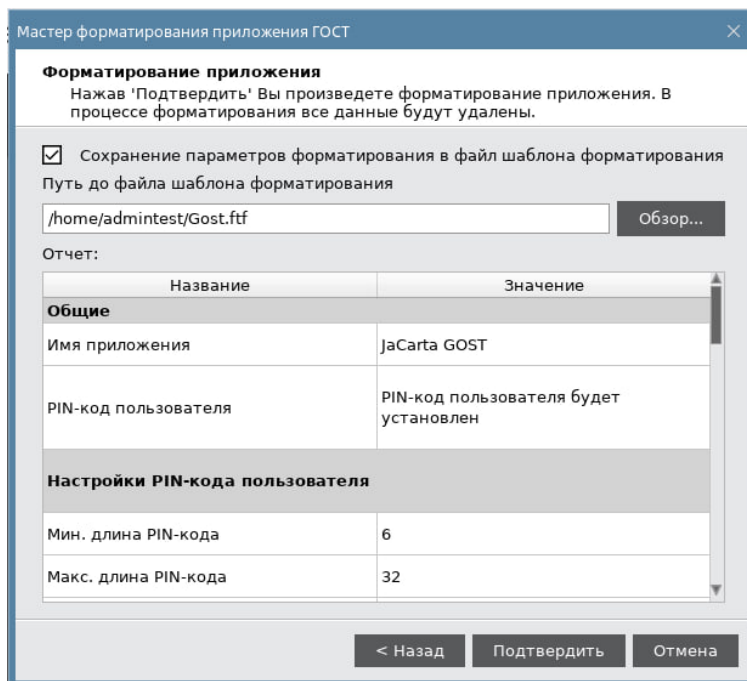 Мастер форматирования приложения ГОСТ
Форматирование приложения
Нажав 'Подтвердить' Вы произведете форматирование приложения. В
процессе форматирования все данные будут удалены.
Сохранение параметров форматирования в файл шаблона форматирования
Путь до файла шаблона форматирования
/home/admintest/Gost.ftf Обзор...
Отчет:
Название Значение
Общие
Имя приложения JaCarta GOST
PIN-код пользователя PIN-код пользователя будет
установлен
Настройки PIN-кода пользователя
Мин. длина PIN-кода 6
Макс. длина PIN-кода 32
< Назад Подтвердить Отмена